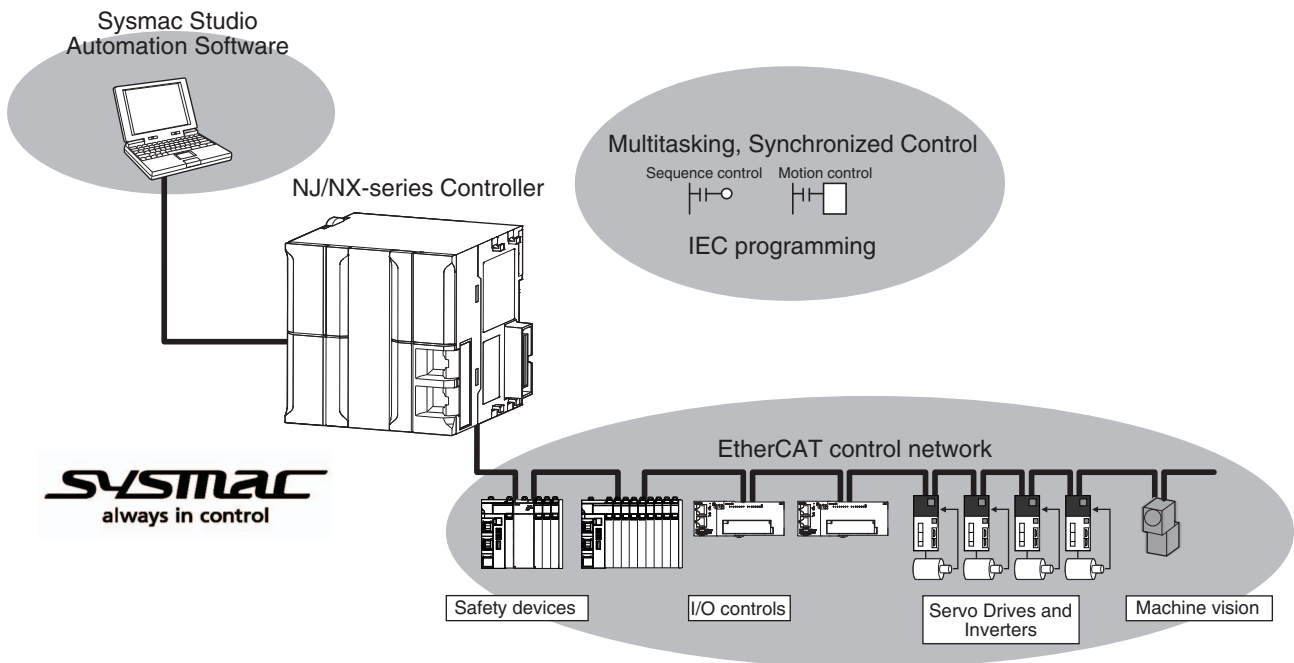 Sysmac Studio
Automation Software
Multitasking, Synchronized Control
Sequence control
Motion control
IEC programming
NJ/NX-series Controller
EtherCAT control network
sysmac
always in control
Safety devices
I/O controls
Servo Drives and
Inverters
Machine vision